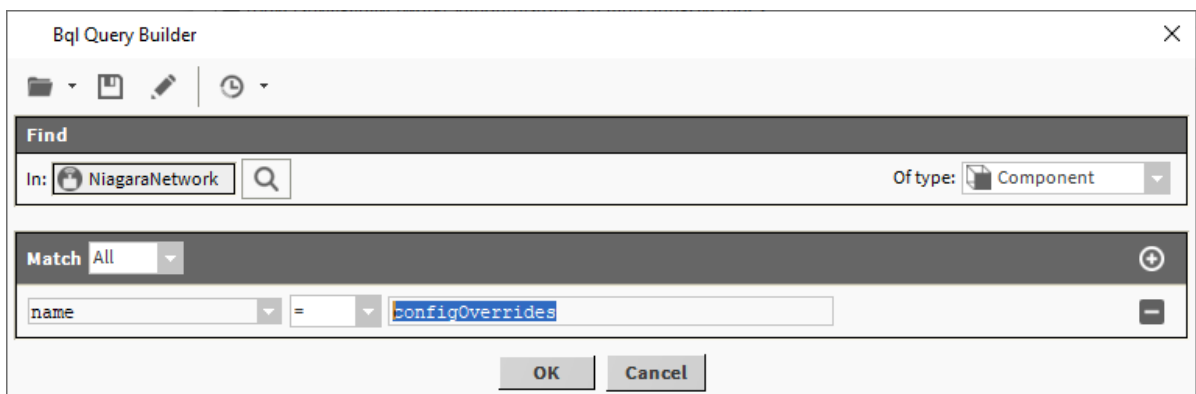 Bql Query Builder
Find
In: NiagaraNetwork Of type: Component
Match All
name = configOverrides
OK Cancel